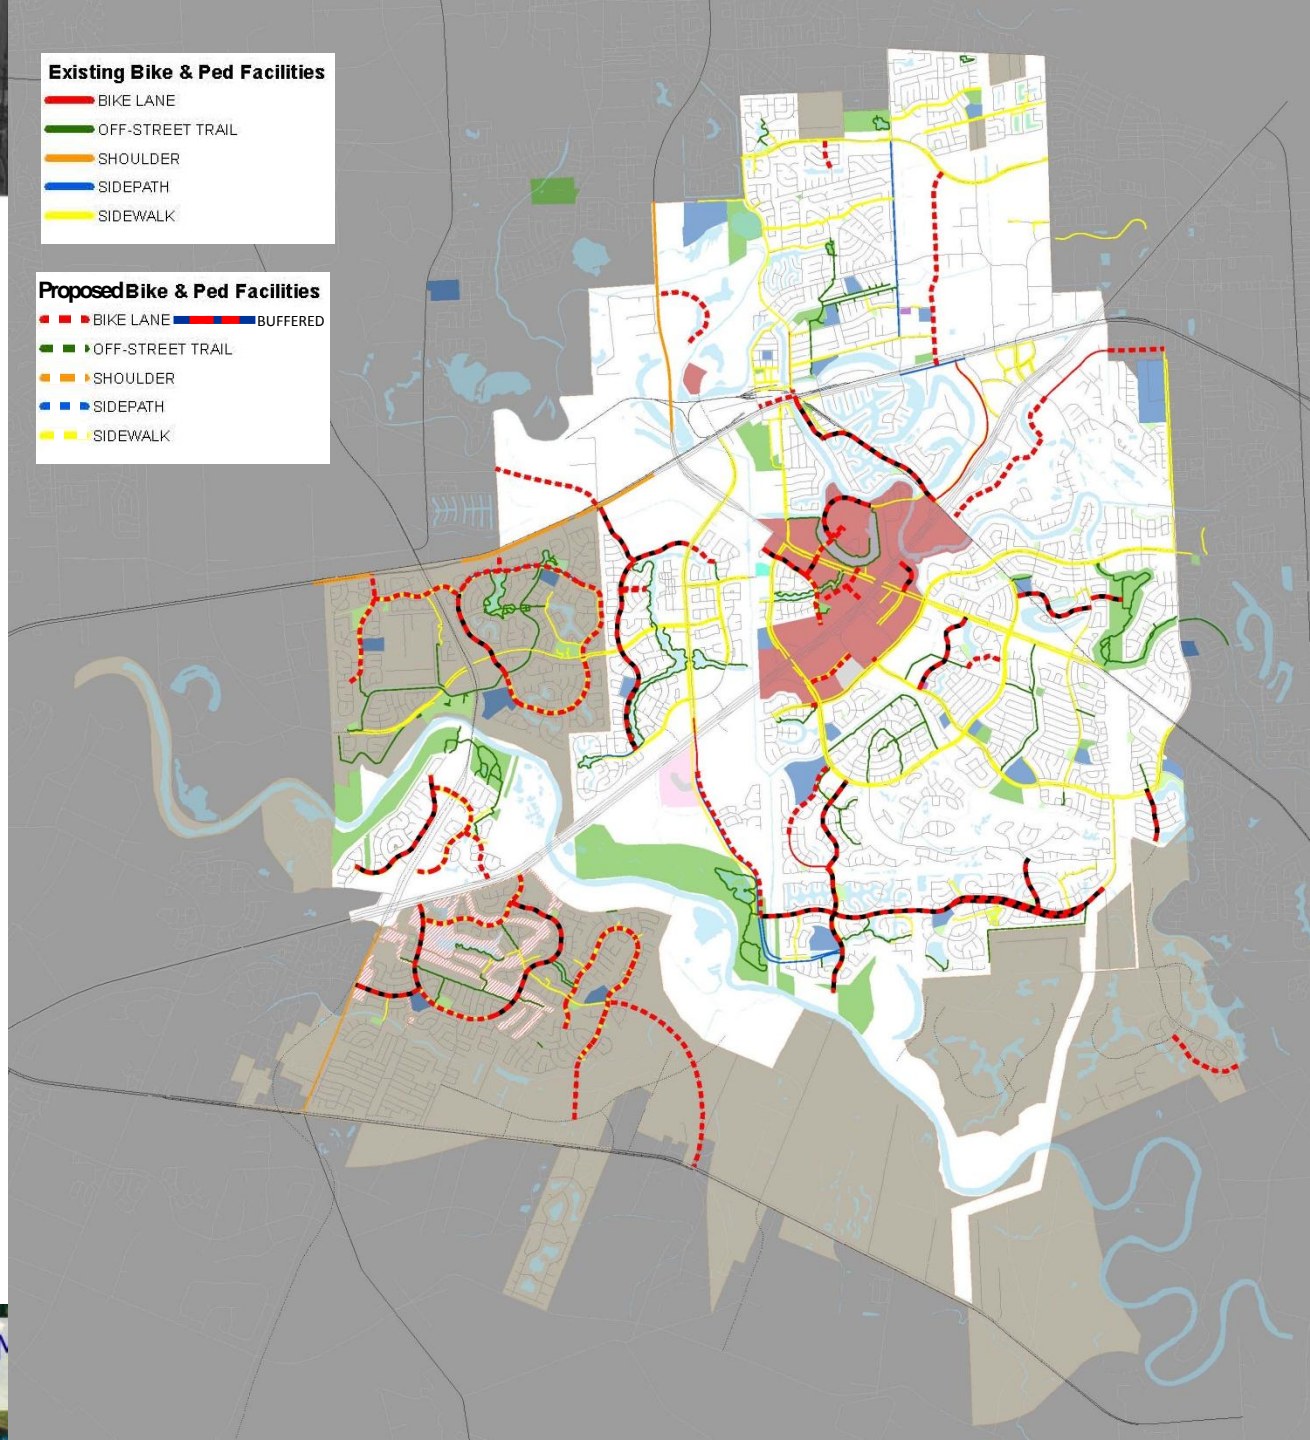 Existing Bike & Ped Facilities
BIKE LANE
OFF-STREET TRAIL
SHOULDER
SIDEPATH
SIDEWALK
Proposed Bike & Ped Facilities
BIKE LANE BUFFERED
OFF-STREET TRAIL
SHOULDER
SIDEPATH
SIDEWALK